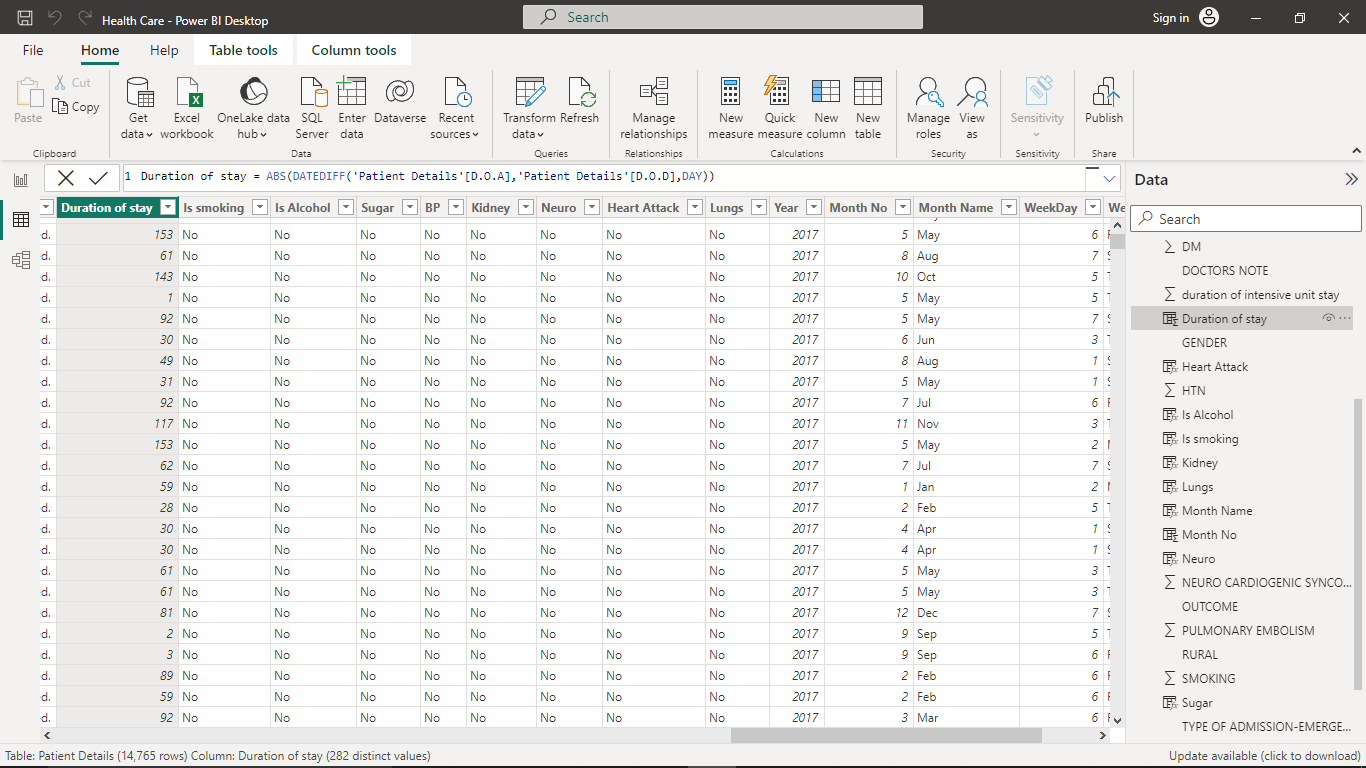 Health Care - Power BI Desktop
Search
Sign in
File Home Help Table tools Column tools
Paste
Cut
Copy
Get data
Excel workbook
OneLake data hub
SQL Server
Enter data
Dataverse
Recent sources
Transform data
Refresh
Manage relationships
New measure
Quick measure
New column
New table
Manage roles
View as
Sensitivity
Publish
Clipboard Data Queries Relationships Calculations Security Sensitivity Share
1 Duration of stay = ABS(DATEDIFF('Patient Details'[D.O.A],'Patient Details'[D.O.D],DAY))
Duration of stay Is smoking Is Alcohol Sugar BP Kidney Neuro Heart Attack Lungs Year Month No Month Name WeekDay We
d. 153 No No No No No No No No 2017 5 May 6
d. 61 No No No No No No No No 2017 8 Aug 7
d. 143 No No No No No No No No 2017 10 Oct 5
d. 1 No No No No No No No No 2017 5 May 5
d. 92 No No No No No No No No 2017 5 May 7
d. 30 No No No No No No No No 2017 6 Jun 3
d. 49 No No No No No No No No 2017 8 Aug 1
d. 31 No No No No No No No No 2017 5 May 1
d. 92 No No No No No No No No 2017 7 Jul 6
d. 117 No No No No No No No No 2017 11 Nov 3
d. 153 No No No No No No No No 2017 5 May 2
d. 62 No No No No No No No No 2017 7 Jul 7
d. 59 No No No No No No No No 2017 1 Jan 2
d. 28 No No No No No No No No 2017 2 Feb 5
d. 30 No No No No No No No No 2017 4 Apr 1
d. 30 No No No No No No No No 2017 4 Apr 1
d. 61 No No No No No No No No 2017 5 May 3
d. 61 No No No No No No No No 2017 5 May 3
d. 81 No No No No No No No No 2017 12 Dec 7
d. 2 No No No No No No No No 2017 9 Sep 5
d. 3 No No No No No No No No 2017 9 Sep 6
d. 89 No No No No No No No No 2017 2 Feb 6
d. 59 No No No No No No No No 2017 2 Feb 6
d. 92 No No No No No No No No 2017 3 Mar 6
Data
Search
DM
DOCTORS NOTE
duration of intensive unit stay
Duration of stay
GENDER
Heart Attack
HTN
Is Alcohol
Is smoking
Kidney
Lungs
Month Name
Month No
Neuro
NEURO CARDIOGENIC SYNCO...
OUTCOME
PULMONARY EMBOLISM
RURAL
SMOKING
Sugar
TYPE OF ADMISSION-EMERGE...
Table: Patient Details (14,765 rows) Column: Duration of stay (282 distinct values)
Update available (click to download)